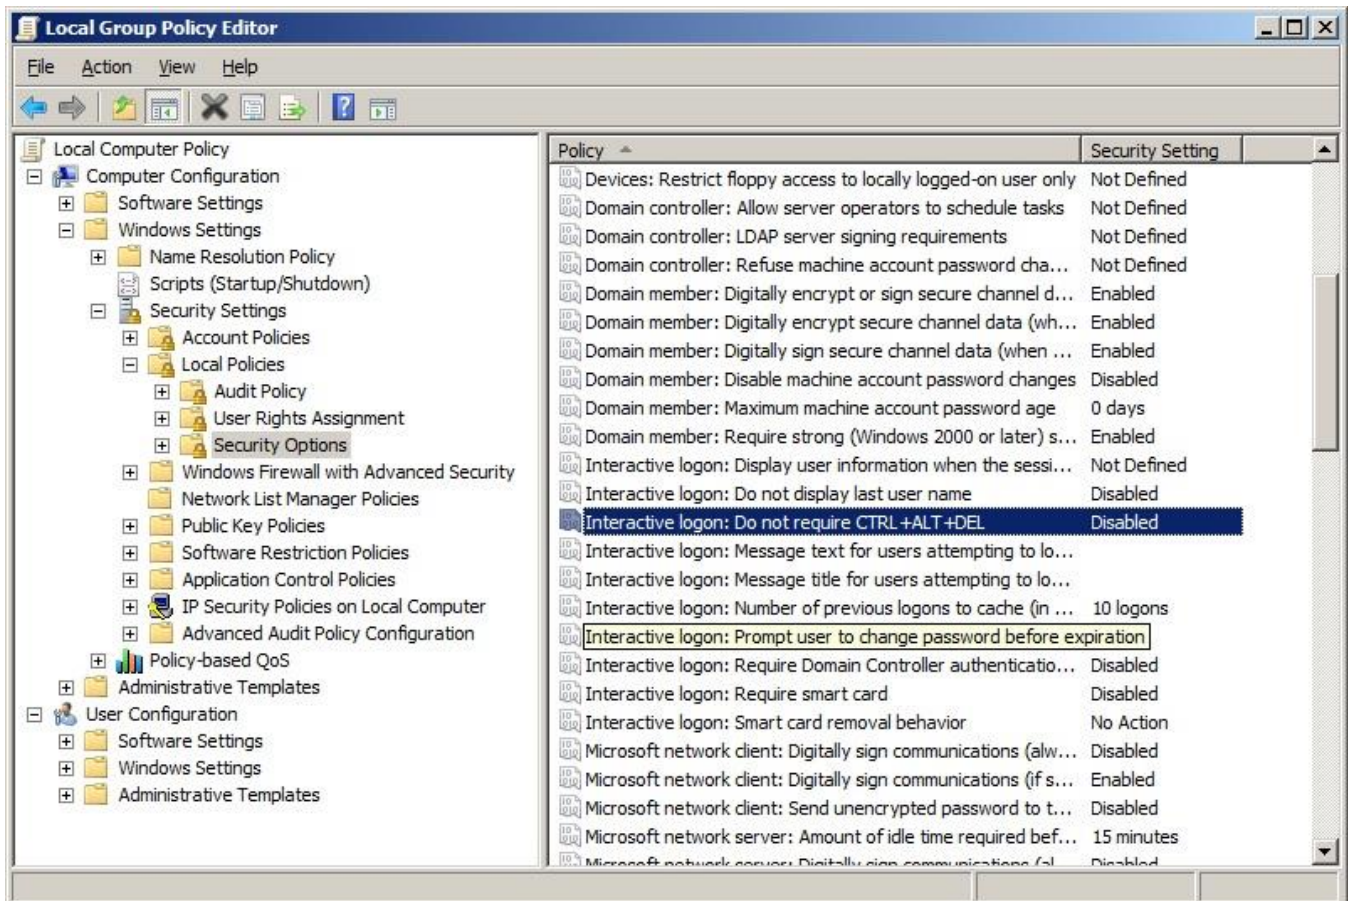 Local Group Policy Editor
File Action View Help
Local Computer Policy
Computer Configuration
Software Settings
Windows Settings
Name Resolution Policy
Scripts (Startup/Shutdown)
Security Settings
Account Policies
Local Policies
Audit Policy
User Rights Assignment
Security Options
Windows Firewall with Advanced Security
Network List Manager Policies
Public Key Policies
Software Restriction Policies
Application Control Policies
IP Security Policies on Local Computer
Advanced Audit Policy Configuration
Policy-based QoS
Administrative Templates
User Configuration
Software Settings
Windows Settings
Administrative Templates
Policy Security Setting
Devices: Restrict floppy access to locally logged-on user only Not Defined
Domain controller: Allow server operators to schedule tasks Not Defined
Domain controller: LDAP server signing requirements Not Defined
Domain controller: Refuse machine account password cha... Not Defined
Domain member: Digitally encrypt or sign secure channel d... Enabled
Domain member: Digitally encrypt secure channel data (wh... Enabled
Domain member: Digitally sign secure channel data (when ... Enabled
Domain member: Disable machine account password changes Disabled
Domain member: Maximum machine account password age 0 days
Domain member: Require strong (Windows 2000 or later) s... Enabled
Interactive logon: Display user information when the sessi... Not Defined
Interactive logon: Do not display last user name Disabled
Interactive logon: Do not require CTRL+ALT+DEL Disabled
Interactive logon: Message text for users attempting to lo...
Interactive logon: Message title for users attempting to lo...
Interactive logon: Number of previous logons to cache (in ... 10 logons
Interactive logon: Prompt user to change password before expiration
Interactive logon: Require Domain Controller authenticatio... Disabled
Interactive logon: Require smart card Disabled
Interactive logon: Smart card removal behavior No Action
Microsoft network client: Digitally sign communications (alw... Disabled
Microsoft network client: Digitally sign communications (if s... Enabled
Microsoft network client: Send unencrypted password to t... Disabled
Microsoft network server: Amount of idle time required bef... 15 minutes
Microsoft network server: Digitally sign communications (al... Disabled